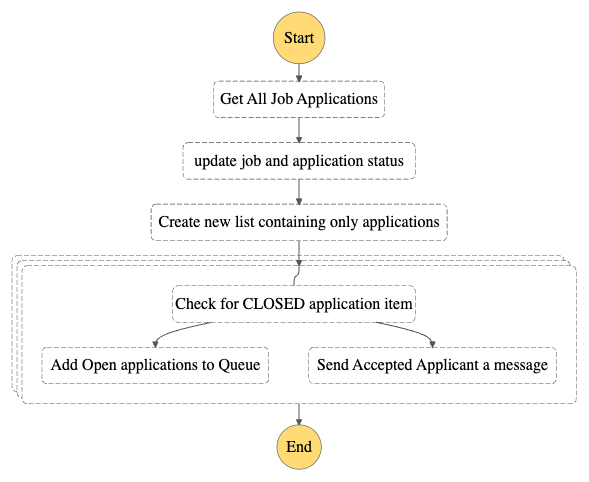 Start
Get All Job Applications
update job and application status
Create new list containing only applications
Check for CLOSED application item
Add Open applications to Queue
Send Accepted Applicant a message
End